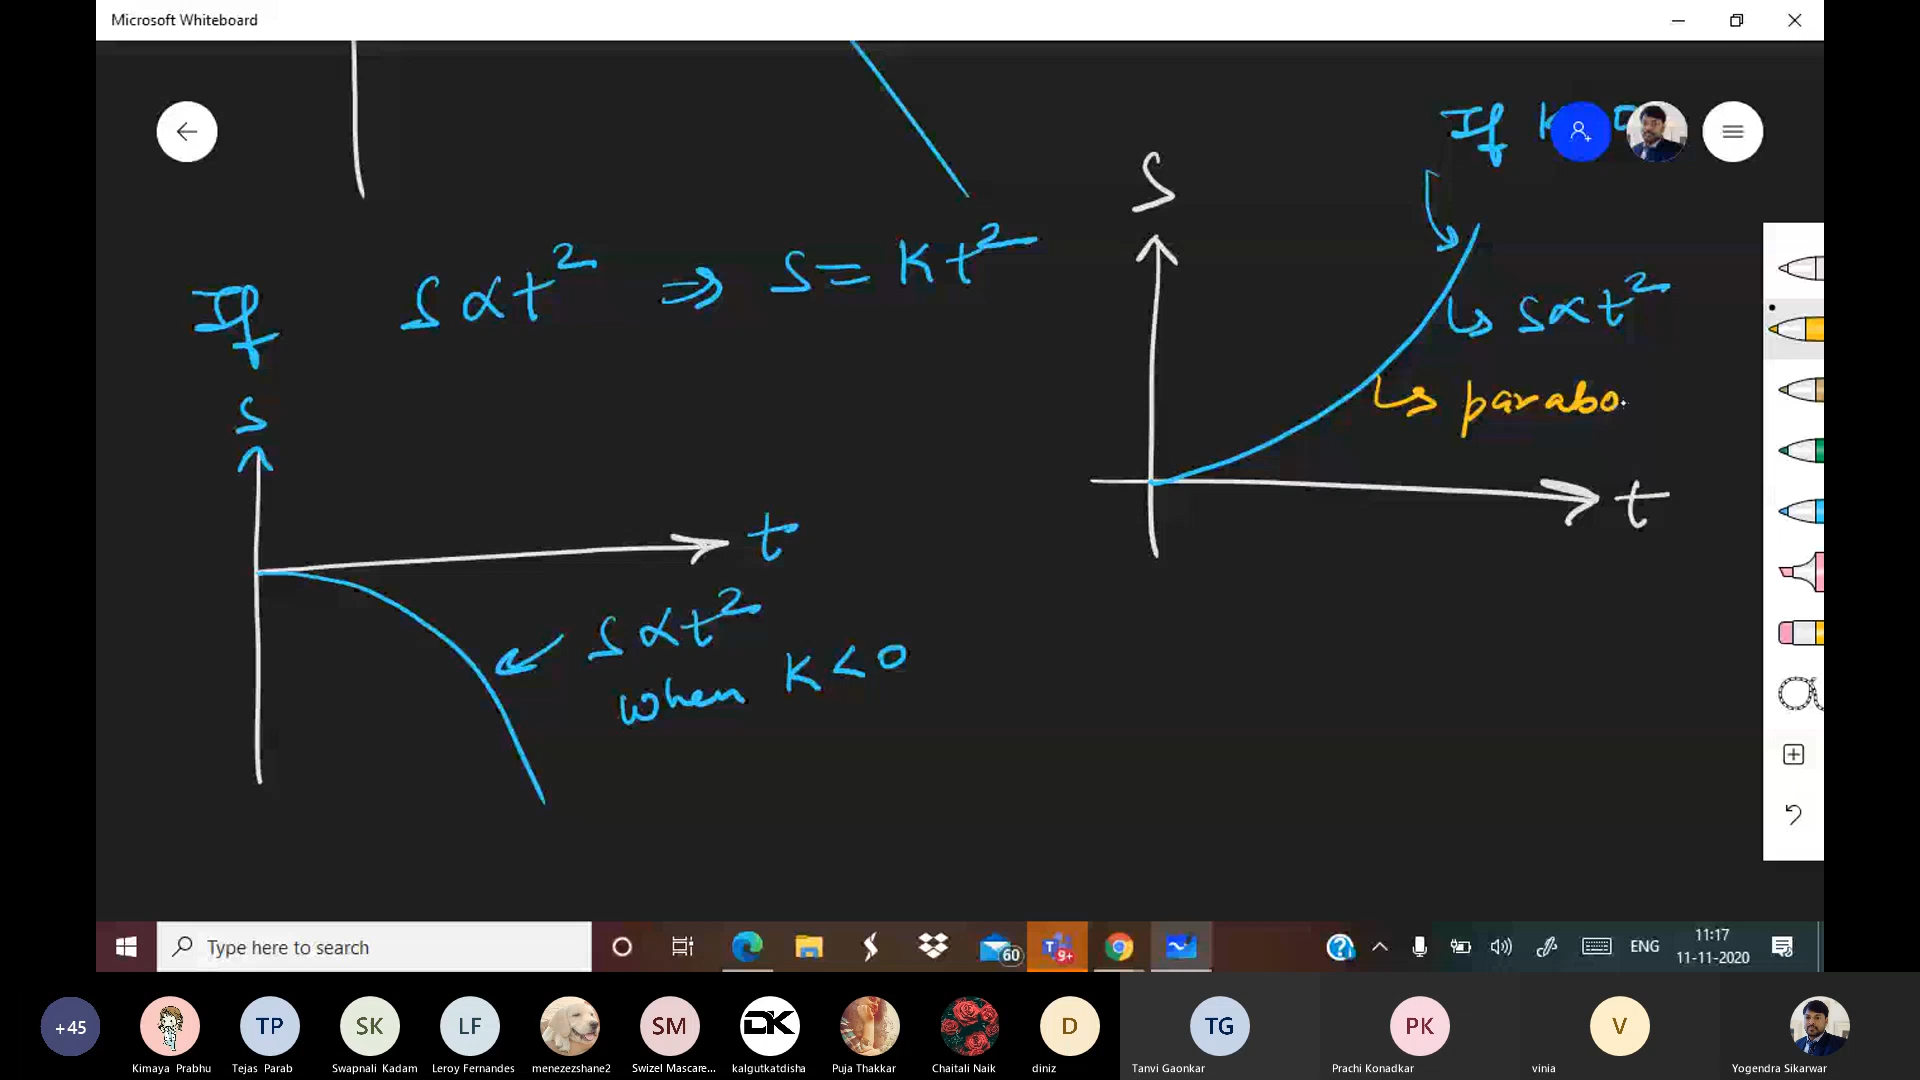 Microsoft Whiteboard
If K
S
If S α t² ⇒ S = Kt²
↳ S α t²
↳ parabo
S
t
t
S α t²
when K < 0
Type here to search
60
9+
ENG
11:17
11-11-2020
+45
TP
SK
LF
SM
DK
D
TG
PK
V
Kimaya Prabhu
Tejas Parab
Swapnali Kadam
Leroy Fernandes
menezezshane2
Swizel Mascare...
kalgutkatdisha
Puja Thakkar
Chaitali Naik
diniz
Tanvi Gaonkar
Prachi Konadkar
vinia
Yogendra Sikarwar